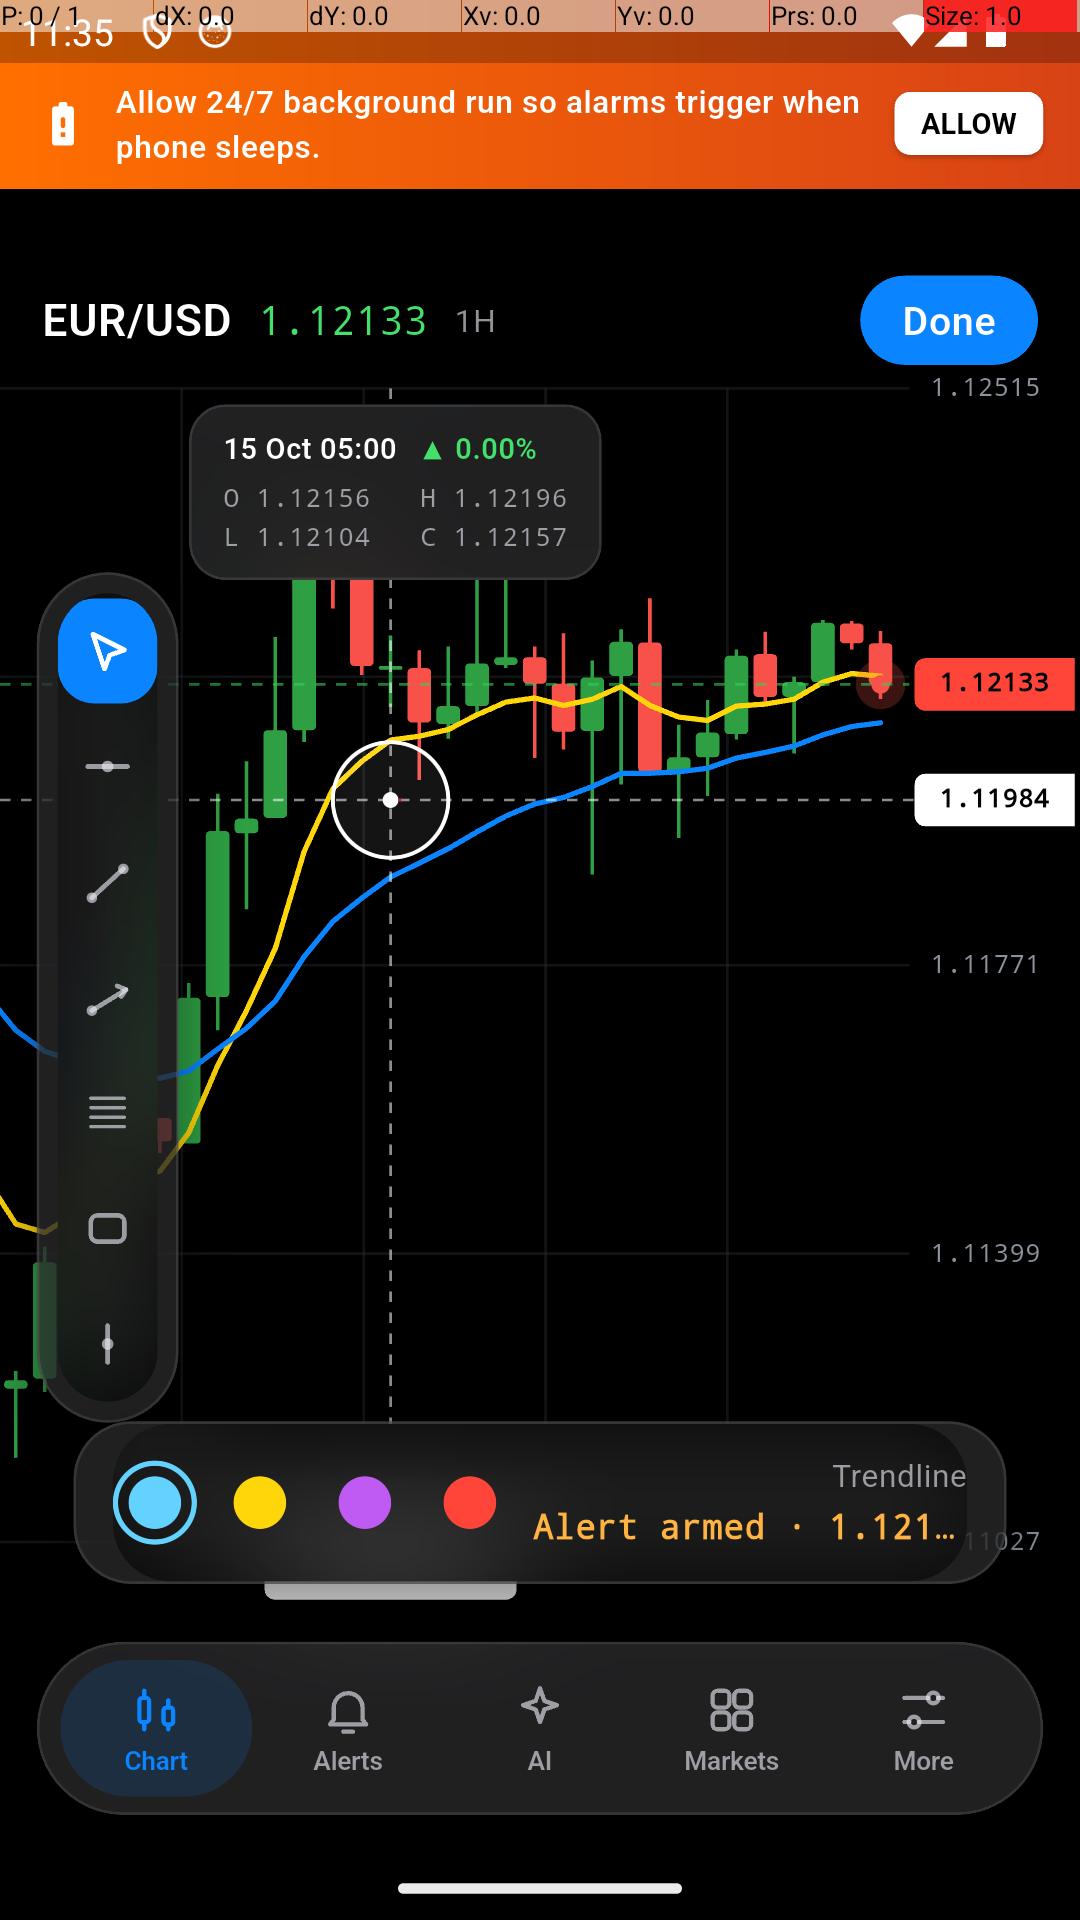 P: 0 / 1 dX: 0.0 dY: 0.0 Xv: 0.0 Yv: 0.0 Prs: 0.0 Size: 1.0
11:35
Allow 24/7 background run so alarms trigger when
phone sleeps.
ALLOW
EUR/USD 1.12133 1H
Done
1.12515
15 Oct 05:00 ▲ 0.00%
O 1.12156 H 1.12196
L 1.12104 C 1.12157
1.12133
1.11984
1.11771
1.11399
Trendline
Alert armed · 1.121…
11027
Chart Alerts AI Markets More